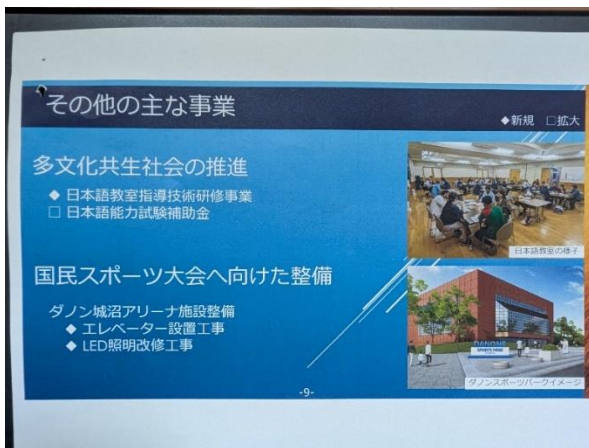 その他の主な事業
◆新規 □拡大
多文化共生社会の推進
◆ 日本語教室指導技術研修事業
□ 日本語能力試験補助金
日本語教室の様子
国民スポーツ大会へ向けた整備
ダノン城沼アリーナ施設整備
◆ エレベーター設置工事
◆ LED照明改修工事
DANONE
SPORTS PARK
ダノンスポーツパークイメージ
-9-